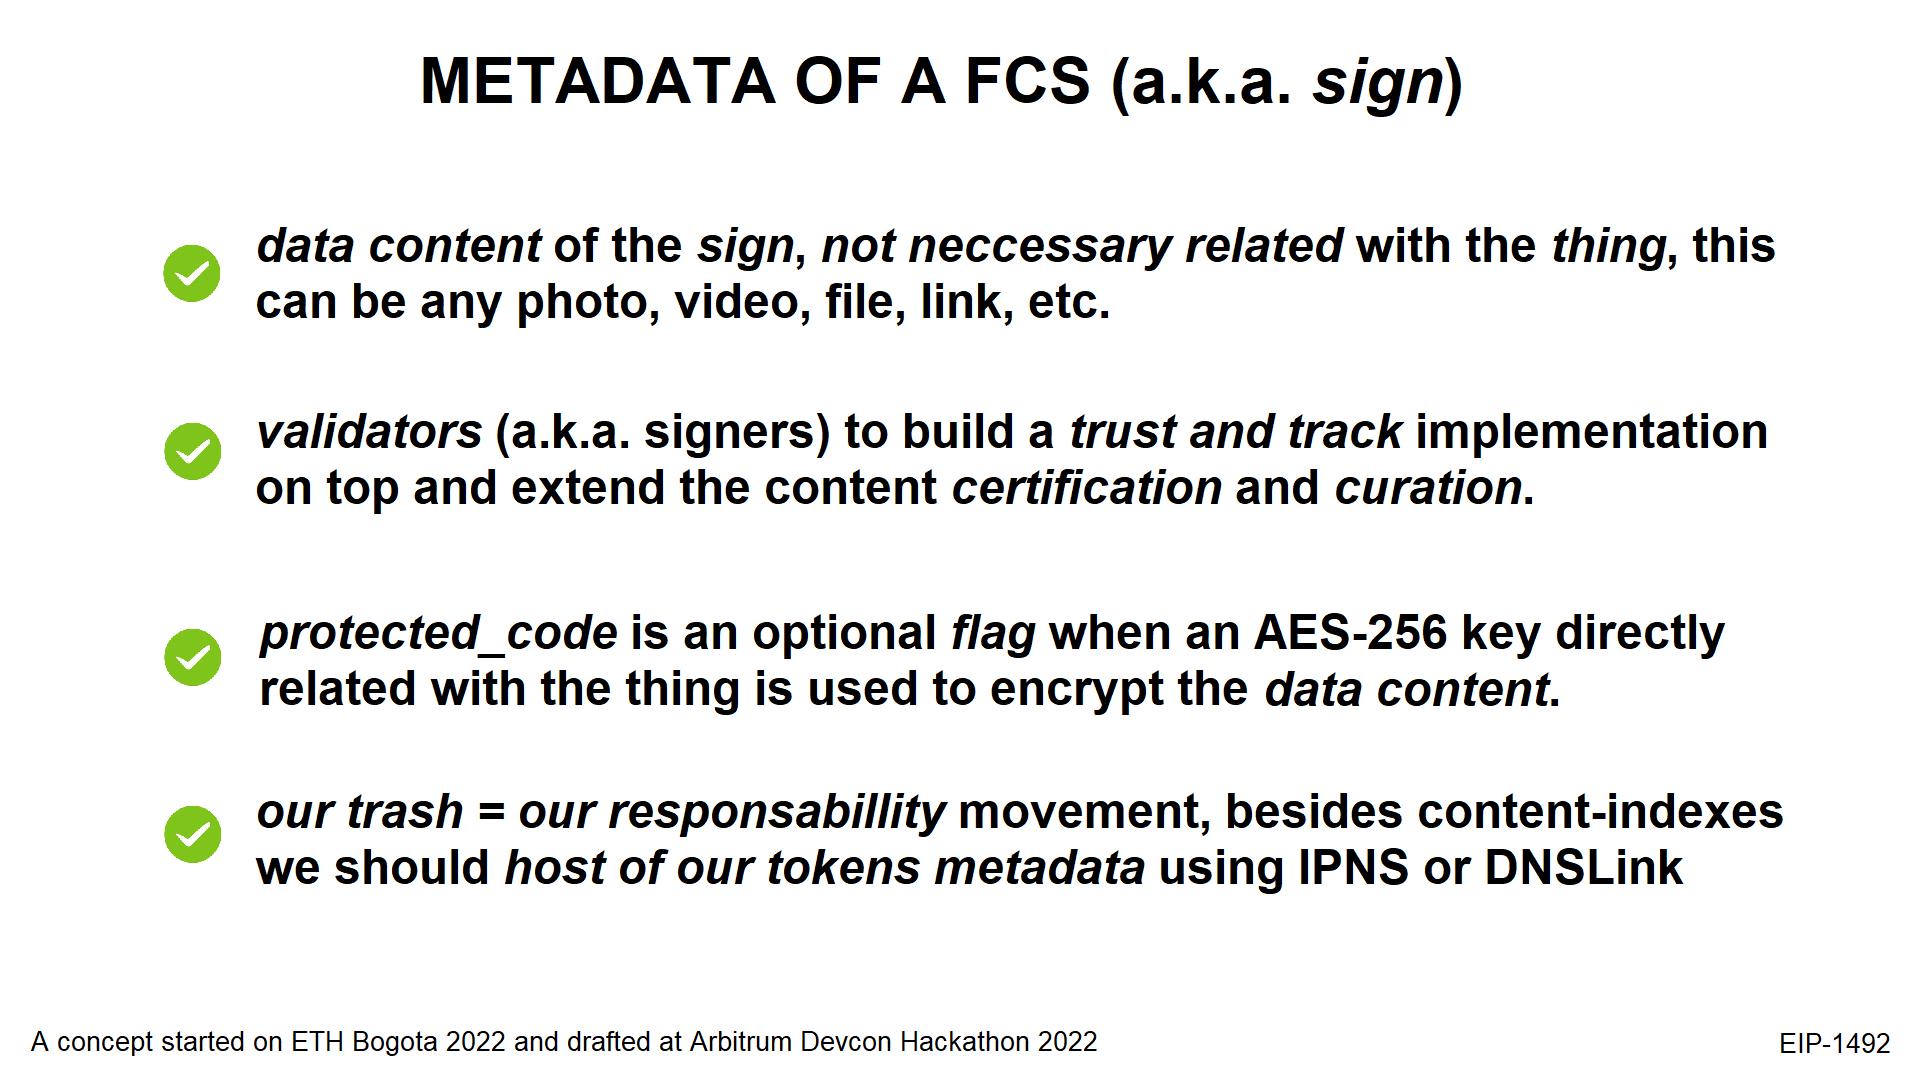 METADATA OF A FCS (a.k.a. sign)
data content of the sign, not neccessary related with the thing, this
can be any photo, video, file, link, etc.
validators (a.k.a. signers) to build a trust and track implementation
on top and extend the content certification and curation.
protected_code is an optional flag when an AES-256 key directly
related with the thing is used to encrypt the data content.
our trash = our responsabillity movement, besides content-indexes
we should host of our tokens metadata using IPNS or DNSLink
A concept started on ETH Bogota 2022 and drafted at Arbitrum Devcon Hackathon 2022
EIP-1492